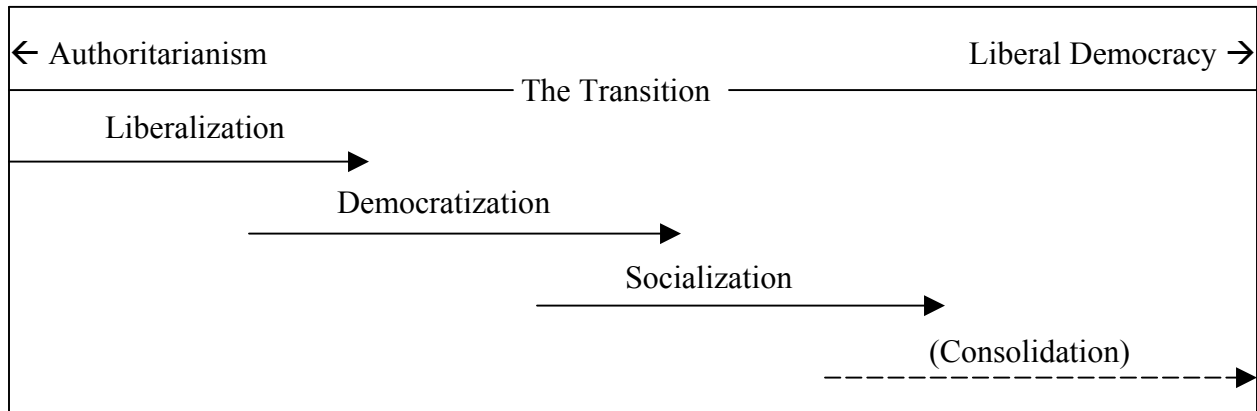 ← Authoritarianism Liberal Democracy →
The Transition
Liberalization
Democratization
Socialization
(Consolidation)